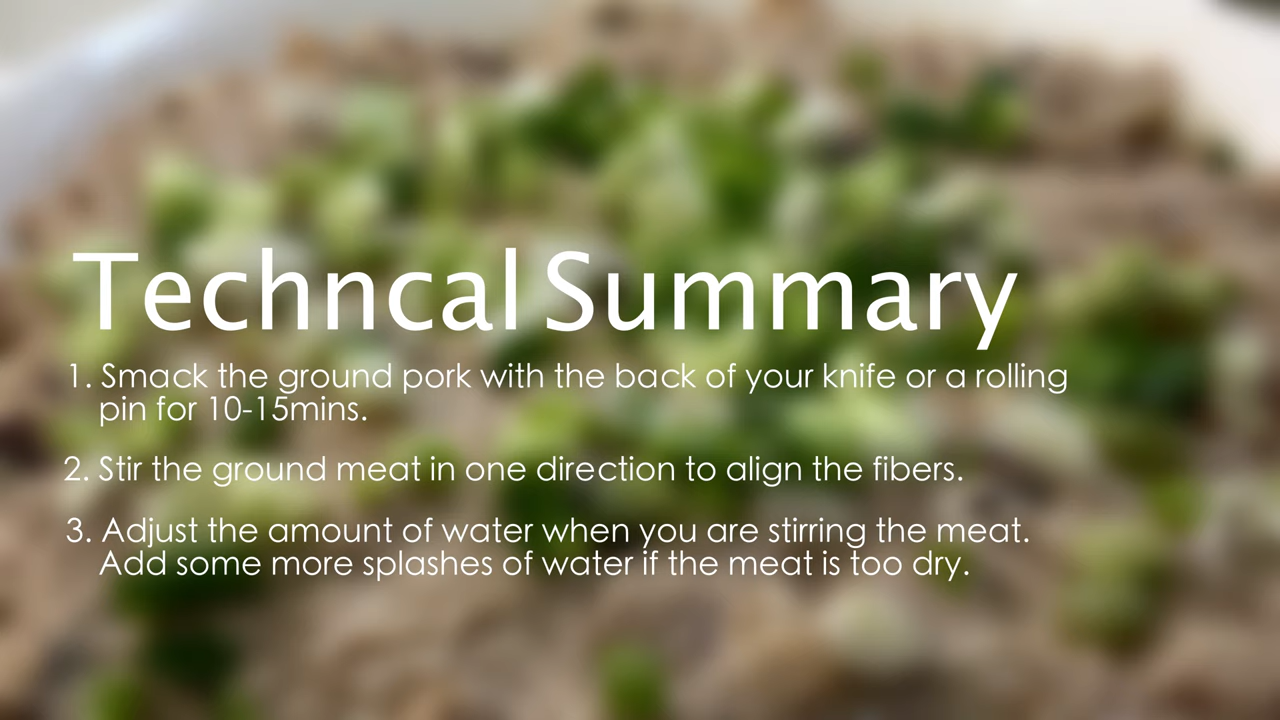 Techncal Summary
1. Smack the ground pork with the back of your knife or a rolling
pin for 10-15mins.
2. Stir the ground meat in one direction to align the fibers.
3. Adjust the amount of water when you are stirring the meat.
Add some more splashes of water if the meat is too dry.